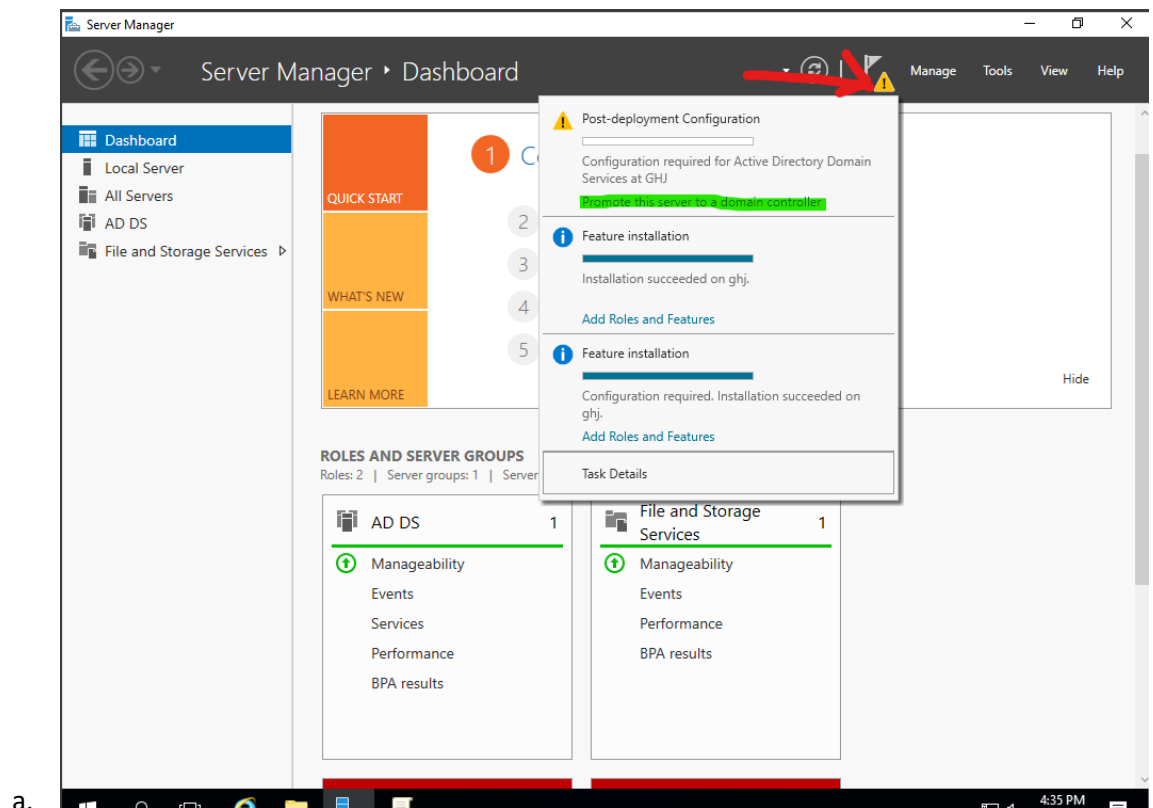 Server Manager
Server Manager • Dashboard
Manage Tools View Help
Dashboard
Local Server
All Servers
AD DS
File and Storage Services
QUICK START
WHAT'S NEW
LEARN MORE
1
2
3
4
5
Post-deployment Configuration
Configuration required for Active Directory Domain
Services at GHJ
Promote this server to a domain controller
Feature installation
Installation succeeded on ghj.
Add Roles and Features
Feature installation
Configuration required. Installation succeeded on
ghj.
Add Roles and Features
Task Details
Hide
ROLES AND SERVER GROUPS
Roles: 2 | Server groups: 1 | Server
AD DS 1
Manageability
Events
Services
Performance
BPA results
File and Storage
Services 1
Manageability
Events
Performance
BPA results
4:35 PM
a.